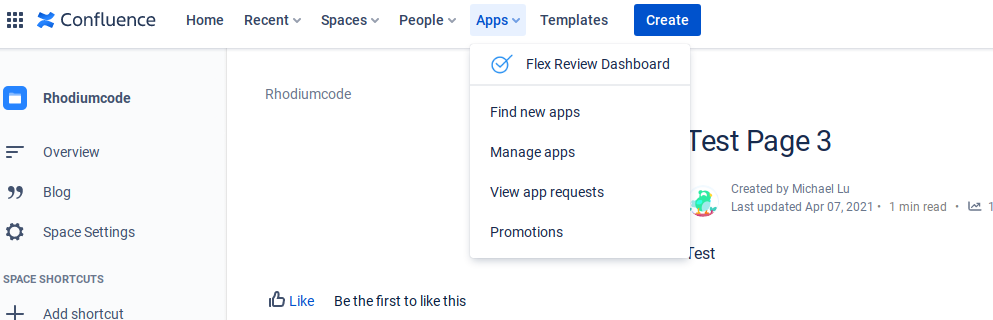 Confluence Home Recent Spaces People Apps Templates Create
Flex Review Dashboard
Find new apps
Manage apps
View app requests
Promotions
Rhodiumcode
Overview
Blog
Space Settings
SPACE SHORTCUTS
Add shortcut
Rhodiumcode
Test Page 3
Created by Michael Lu
Last updated Apr 07, 2021 • 1 min read • 1
Test
Like Be the first to like this